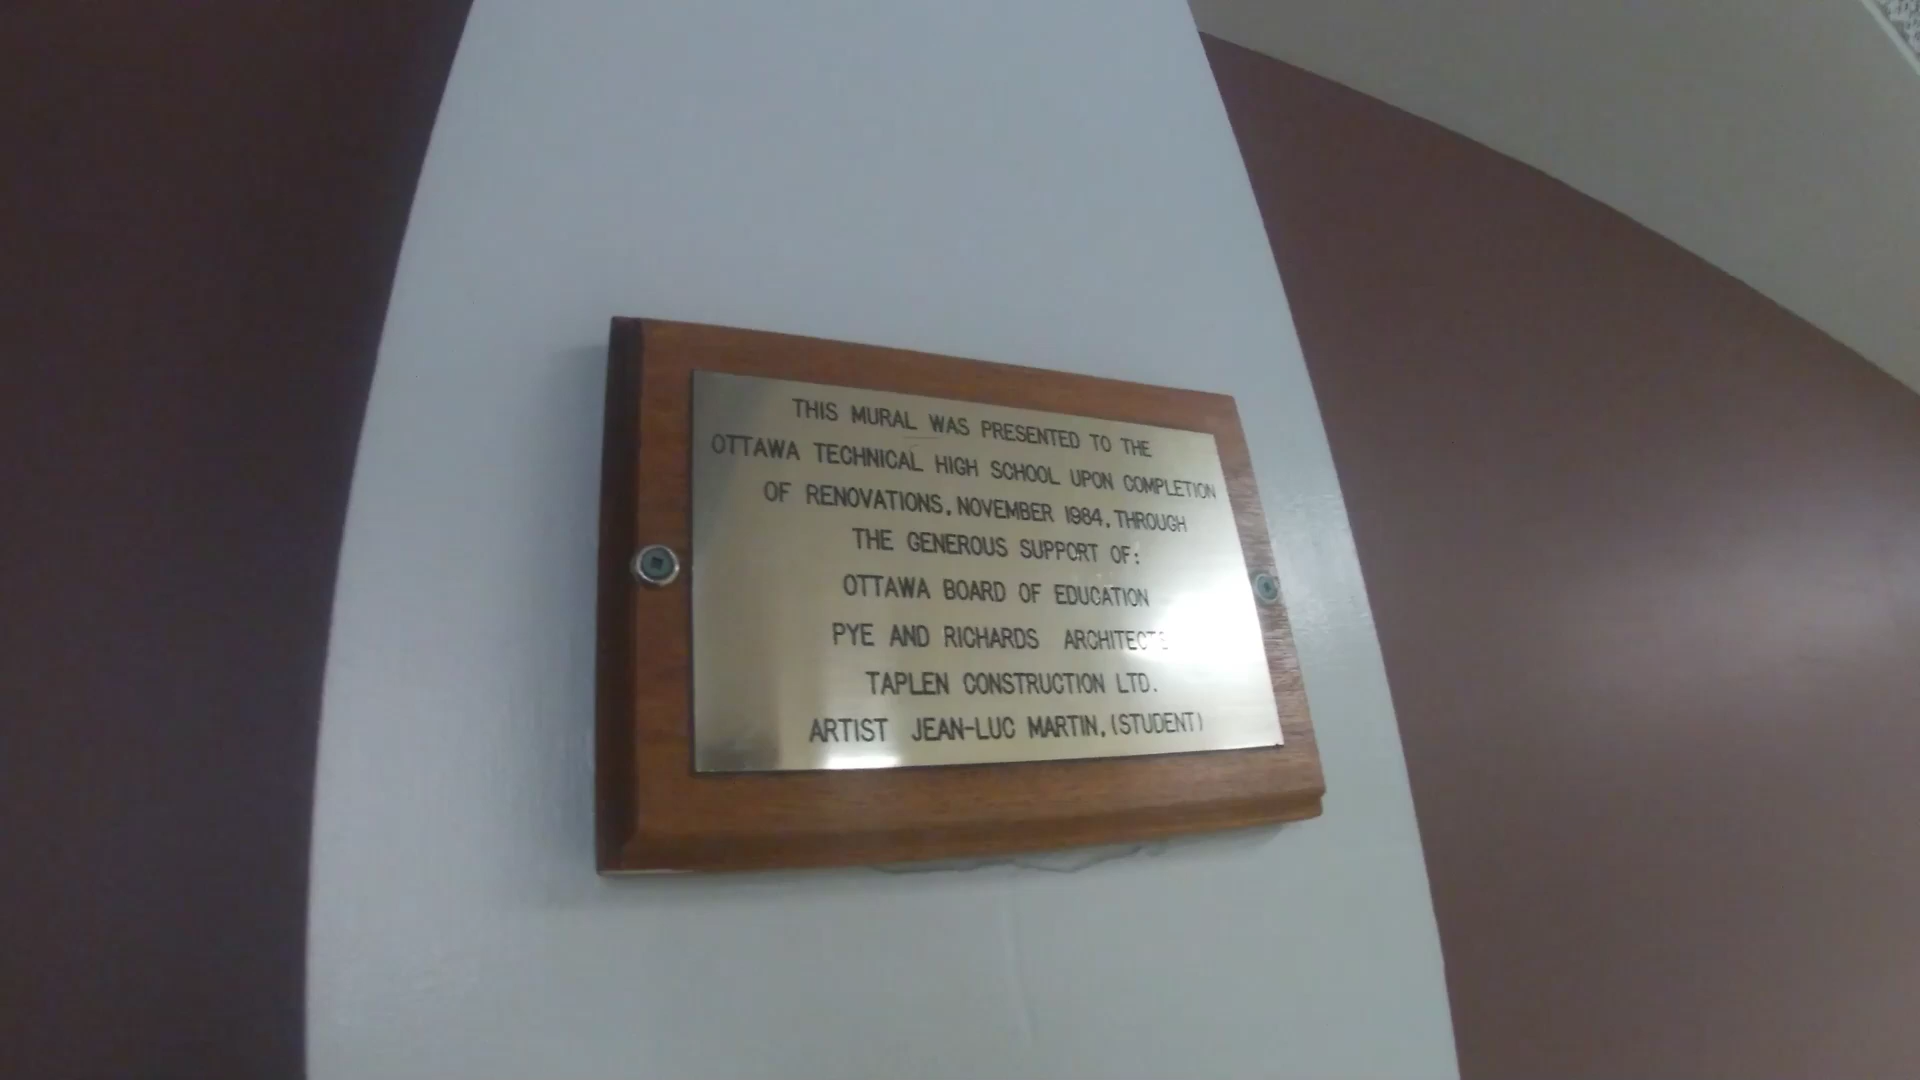 THIS MURAL WAS PRESENTED TO THE
OTTAWA TECHNICAL HIGH SCHOOL UPON COMPLETION
OF RENOVATIONS, NOVEMBER 1984, THROUGH
THE GENEROUS SUPPORT OF:
OTTAWA BOARD OF EDUCATION
PYE AND RICHARDS ARCHITECTS
TAPLEN CONSTRUCTION LTD.
ARTIST JEAN-LUC MARTIN, (STUDENT)